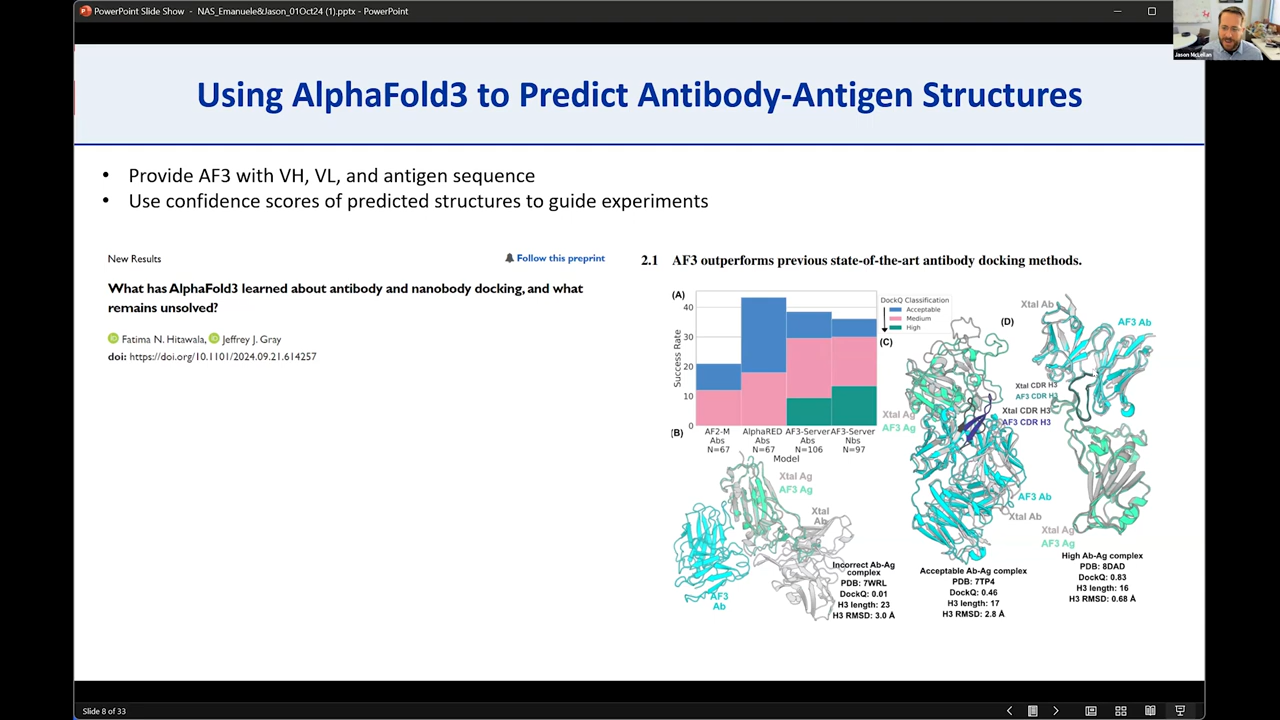 PowerPoint Slide Show - NAS_Emanuele&Jason_01Oct24 (1).pptx - PowerPoint
Jason McLellan
Using AlphaFold3 to Predict Antibody-Antigen Structures
• Provide AF3 with VH, VL, and antigen sequence
• Use confidence scores of predicted structures to guide experiments
New Results
Follow this preprint
What has AlphaFold3 learned about antibody and nanobody docking, and what
remains unsolved?
Fatima N. Hitawala, Jeffrey J. Gray
doi: https://doi.org/10.1101/2024.09.21.614257
2.1 AF3 outperforms previous state-of-the-art antibody docking methods.
(A)
40
30
20
10
0
Success Rate
AF2-M
Abs
N=67
AlphaRED
Abs
N=67
AF3-Server
Abs
N=106
AF3-Server
Nbs
N=97
Model
DockQ Classification
Acceptable
Medium
High
(B)
Xtal Ag
AF3 Ag
Xtal
Ab
AF3
Ab
Incorrect Ab-Ag
complex
PDB: 7WRL
DockQ: 0.01
H3 length: 23
H3 RMSD: 3.0 Å
(C)
Xtal Ag
AF3 Ag
Xtal CDR H3
AF3 CDR H3
AF3 Ab
Xtal Ab
Acceptable Ab-Ag complex
PDB: 7TP4
DockQ: 0.46
H3 length: 17
H3 RMSD: 2.8 Å
(D)
Xtal Ab
AF3 Ab
Xtal CDR H3
AF3 CDR H3
Xtal Ag
AF3 Ag
High Ab-Ag complex
PDB: 8DAD
DockQ: 0.83
H3 length: 16
H3 RMSD: 0.68 Å
Slide 8 of 33